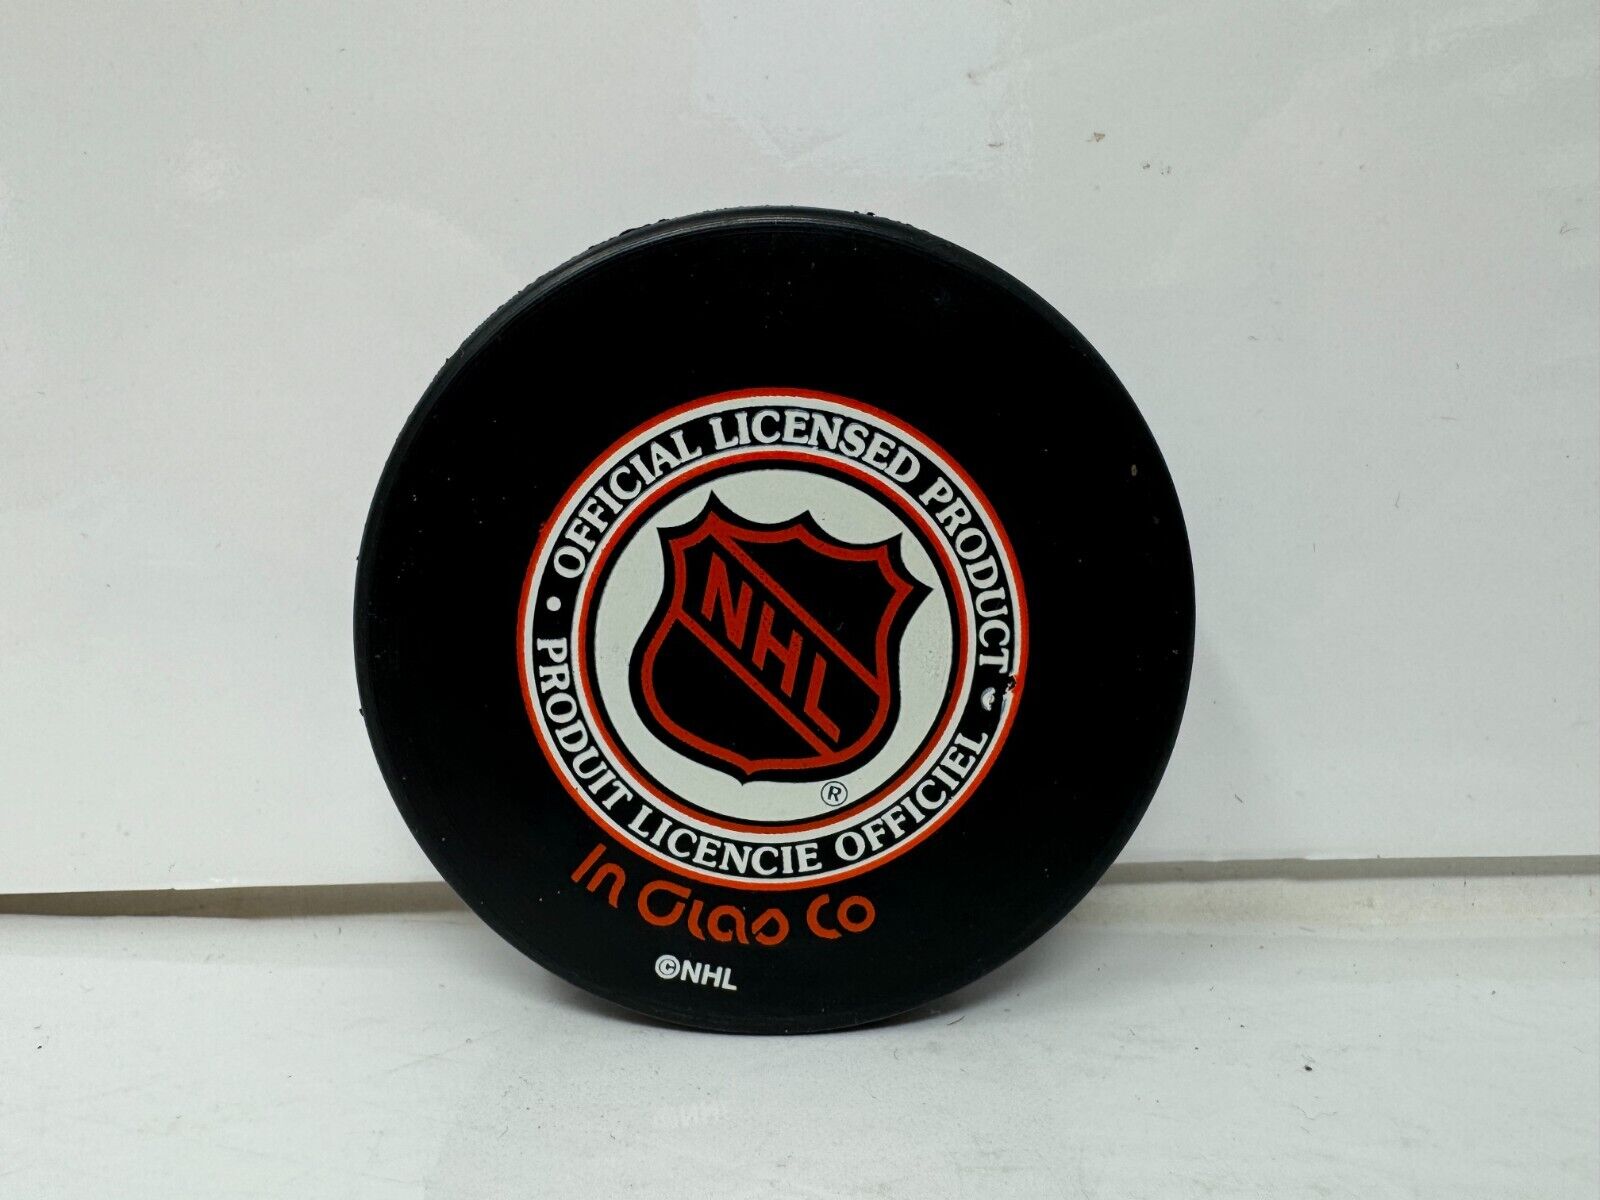 • OFFICIAL LICENSED PRODUCT •
NHL
®
PRODUIT LICENCIE OFFICIEL
In Glas Co
©NHL